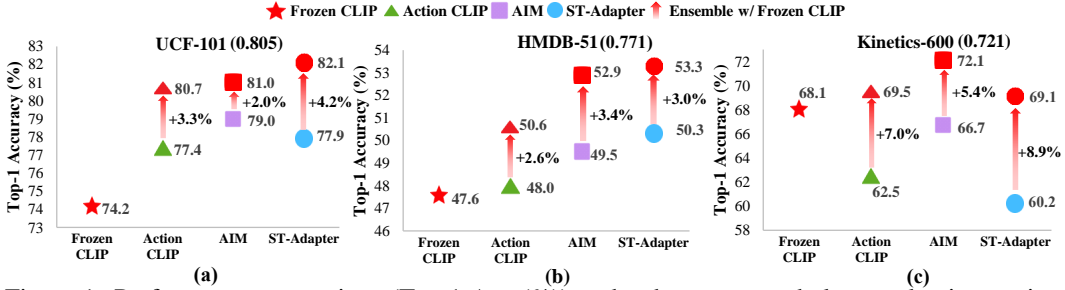 Frozen CLIP Action CLIP AIM ST-Adapter Ensemble w/ Frozen CLIP
UCF-101 (0.805)
Top-1 Accuracy (%)
83
82
81
80
79
78
77
76
75
74
73
74.2
80.7
+3.3%
77.4
81.0
+2.0%
79.0
82.1
+4.2%
77.9
Frozen CLIP
Action CLIP
AIM
ST-Adapter
(a)
HMDB-51 (0.771)
Top-1 Accuracy (%)
54
53
52
51
50
49
48
47
46
47.6
50.6
+2.6%
48.0
52.9
+3.4%
49.5
53.3
+3.0%
50.3
Frozen CLIP
Action CLIP
AIM
ST-Adapter
(b)
Kinetics-600 (0.721)
Top-1 Accuracy (%)
72
70
68
66
64
62
60
58
68.1
69.5
+7.0%
62.5
72.1
+5.4%
66.7
69.1
+8.9%
60.2
Frozen CLIP
Action CLIP
AIM
ST-Adapter
(c)